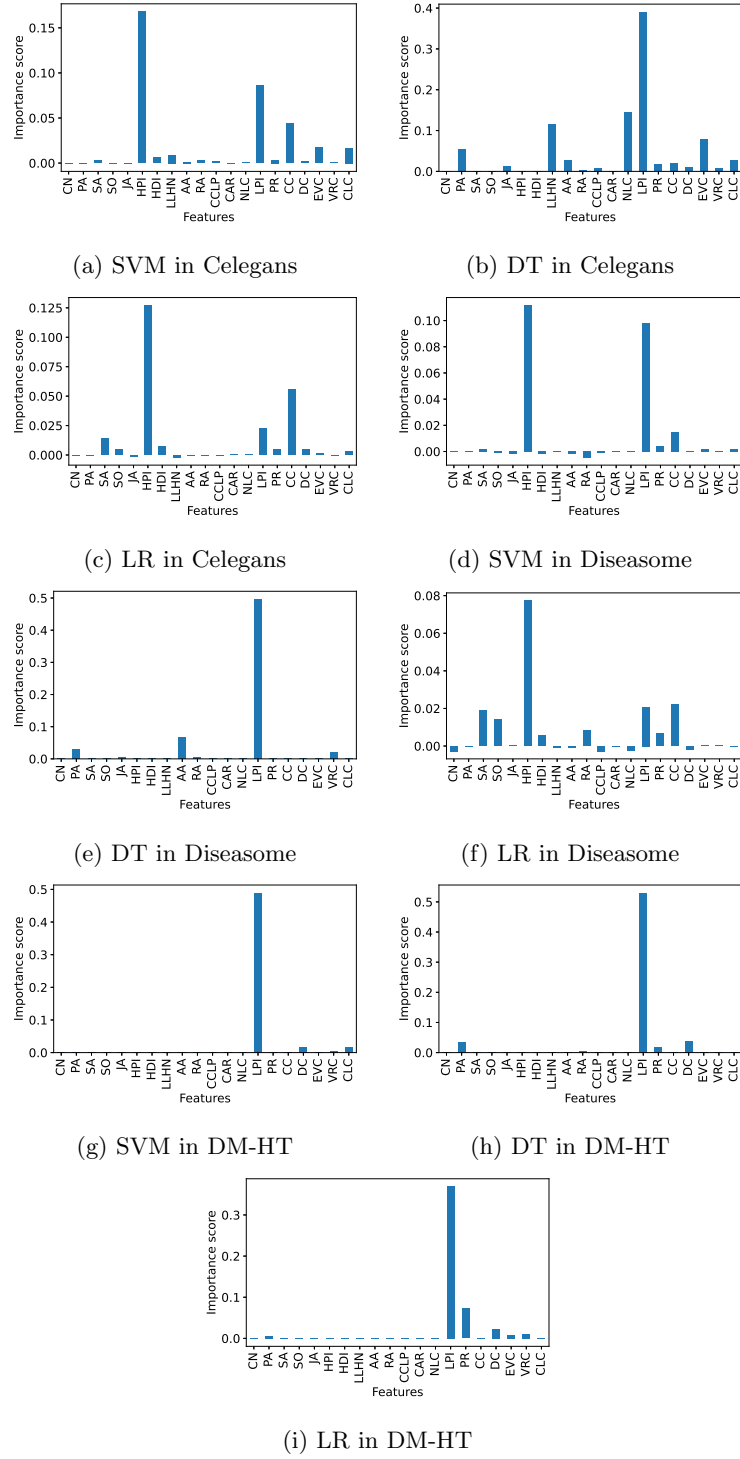 0.15
0.10
0.05
0.00
Importance score
CN PA SA SO JA HPI HDI LLHN AA RA CCLP CAR NLC LPI PR CC DC EVC VRC CLC
Features
(a) SVM in Celegans
0.4
0.3
0.2
0.1
0.0
Importance score
CN PA SA SO JA HPI HDI LLHN AA RA CCLP CAR NLC LPI PR CC DC EVC VRC CLC
Features
(b) DT in Celegans
0.125
0.100
0.075
0.050
0.025
0.000
Importance score
CN PA SA SO JA HPI HDI LLHN AA RA CCLP CAR NLC LPI PR CC DC EVC VRC CLC
Features
(c) LR in Celegans
0.10
0.08
0.06
0.04
0.02
0.00
Importance score
CN PA SA SO JA HPI HDI LLHN AA RA CCLP CAR NLC LPI PR CC DC EVC VRC CLC
Features
(d) SVM in Diseasome
0.5
0.4
0.3
0.2
0.1
0.0
Importance score
CN PA SA SO JA HPI HDI LLHN AA RA CCLP CAR NLC LPI PR CC DC EVC VRC CLC
Features
(e) DT in Diseasome
0.08
0.06
0.04
0.02
0.00
Importance score
CN PA SA SO JA HPI HDI LLHN AA RA CCLP CAR NLC LPI PR CC DC EVC VRC CLC
Features
(f) LR in Diseasome
0.5
0.4
0.3
0.2
0.1
0.0
Importance score
CN PA SA SO JA HPI HDI LLHN AA RA CCLP CAR NLC LPI PR CC DC EVC VRC CLC
Features
(g) SVM in DM-HT
0.5
0.4
0.3
0.2
0.1
0.0
Importance score
CN PA SA SO JA HPI HDI LLHN AA RA CCLP CAR NLC LPI PR CC DC EVC VRC CLC
Features
(h) DT in DM-HT
0.3
0.2
0.1
0.0
Importance score
CN PA SA SO JA HPI HDI LLHN AA RA CCLP CAR NLC LPI PR CC DC EVC VRC CLC
Features
(i) LR in DM-HT